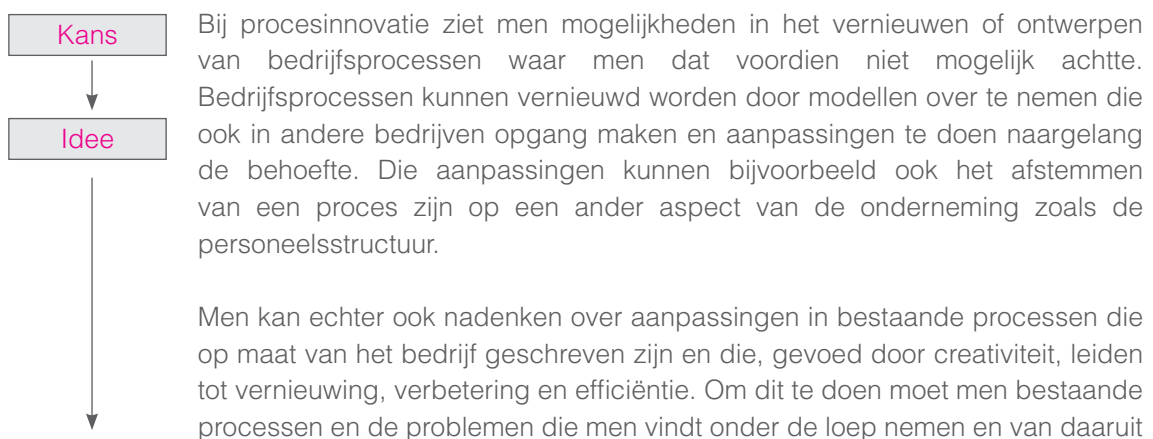 Kans
Idee
Bij procesinnovatie ziet men mogelijkheden in het vernieuwen of ontwerpen
van bedrijfsprocessen waar men dat voordien niet mogelijk achtte.
Bedrijfsprocessen kunnen vernieuwd worden door modellen over te nemen die
ook in andere bedrijven opgang maken en aanpassingen te doen naargelang
de behoefte. Die aanpassingen kunnen bijvoorbeeld ook het afstemmen
van een proces zijn op een ander aspect van de onderneming zoals de
personeelsstructuur.
Men kan echter ook nadenken over aanpassingen in bestaande processen die
op maat van het bedrijf geschreven zijn en die, gevoed door creativiteit, leiden
tot vernieuwing, verbetering en efficiëntie. Om dit te doen moet men bestaande
processen en de problemen die men vindt onder de loep nemen en van daaruit